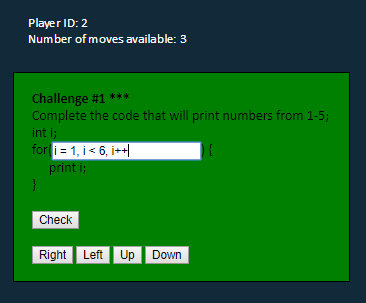 Player ID: 2
Number of moves available: 3
Challenge #1 ***
Complete the code that will print numbers from 1-5;
int i;
for( i = 1, i < 6, i++ ) {
print i;
}
Check
Right Left Up Down